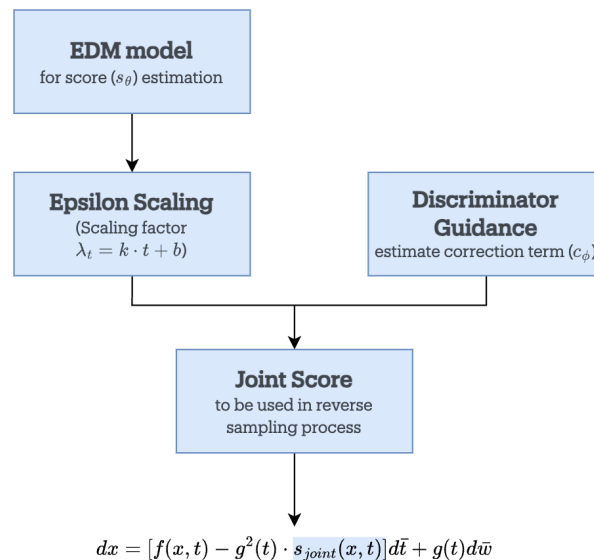 EDM model
for score (s_θ) estimation
Epsilon Scaling
(Scaling factor
λ_t = k · t + b)
Discriminator
Guidance
estimate correction term (c_ϕ)
Joint Score
to be used in reverse
sampling process
dx = [f(x, t) − g²(t) · s_joint(x, t)]dt̄ + g(t)dw̄